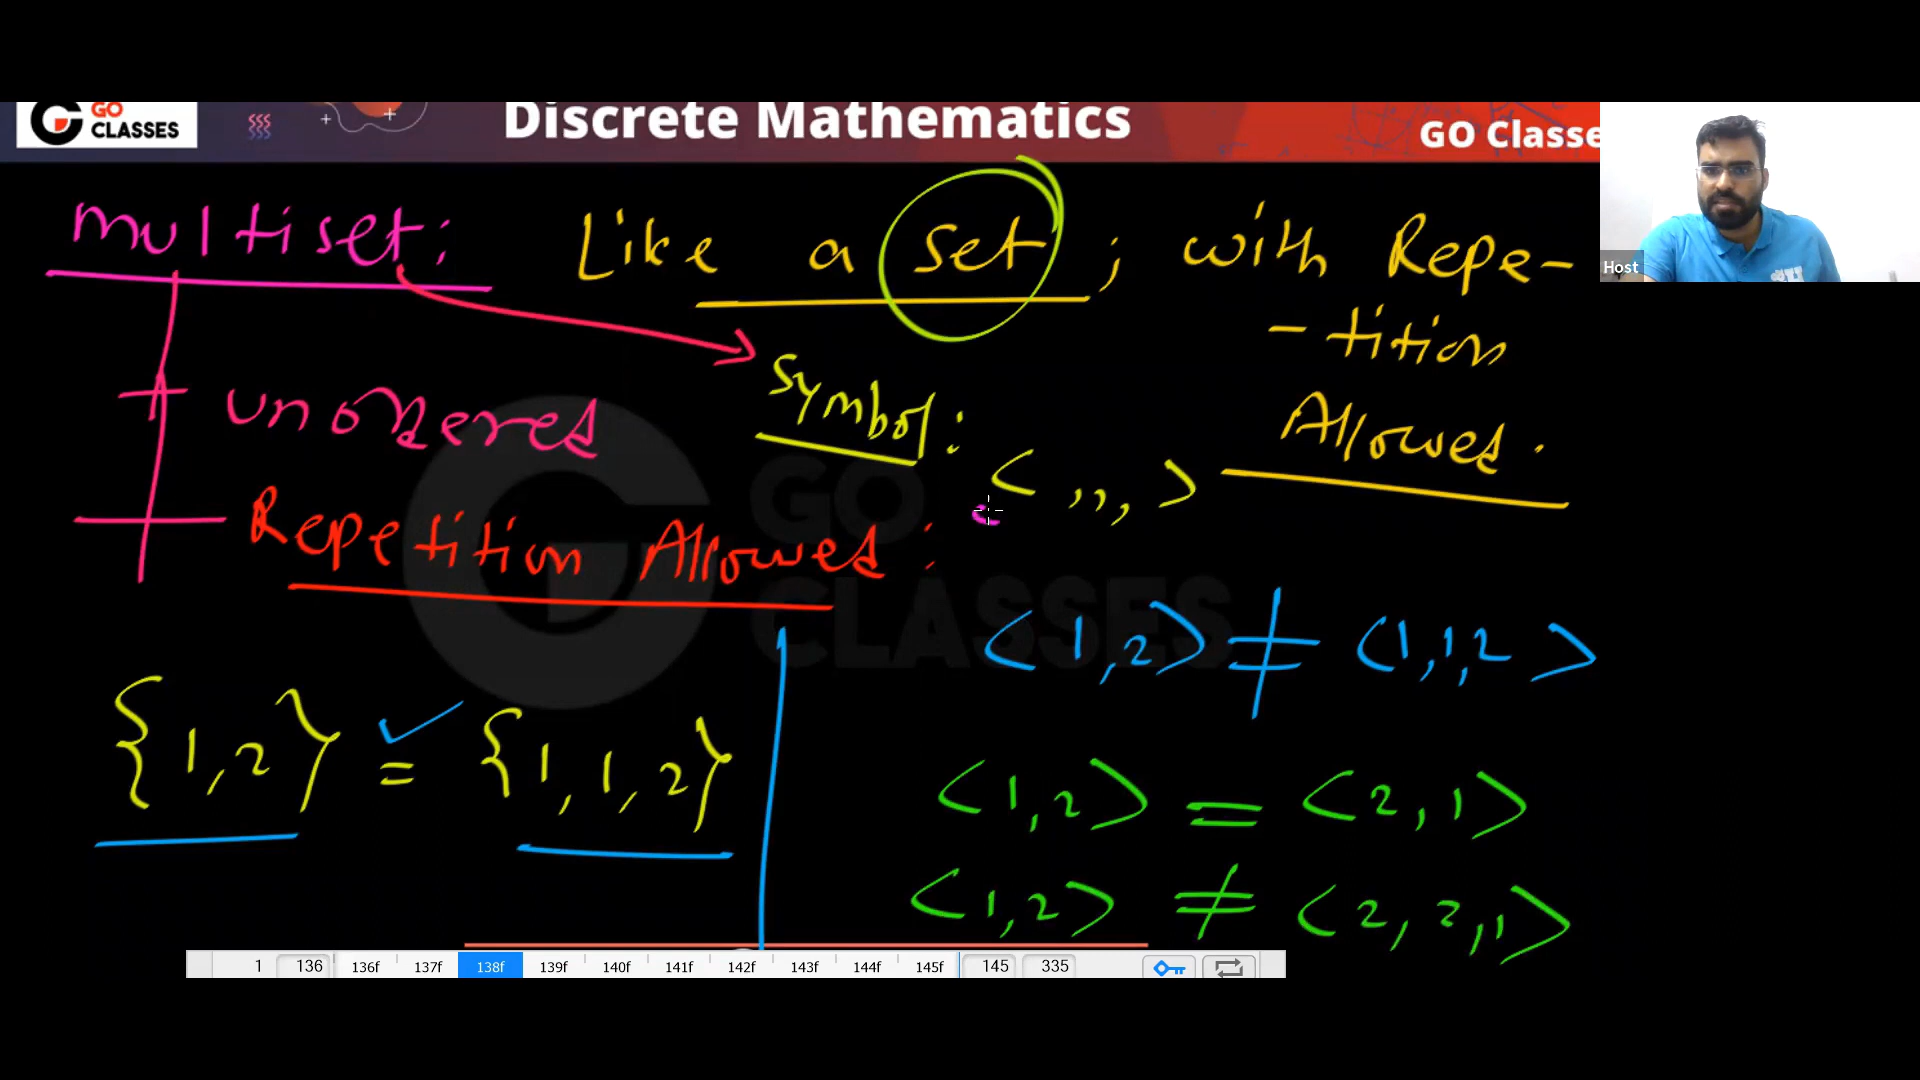 GO CLASSES
Discrete Mathematics
GO Classe
Host
multiset: Like a set ; with Repe-
-tition
Allowed.
unordered
symbol: < ,,, >
Repetition Allowed:
GO CLASSES
{1,2} = {1,1,2}
<1,2> ≠ <1,1,2>
<1,2> = <2,1>
<1,2> ≠ <2,2,1>
1 136 136f 137f 138f 139f 140f 141f 142f 143f 144f 145f 145 335